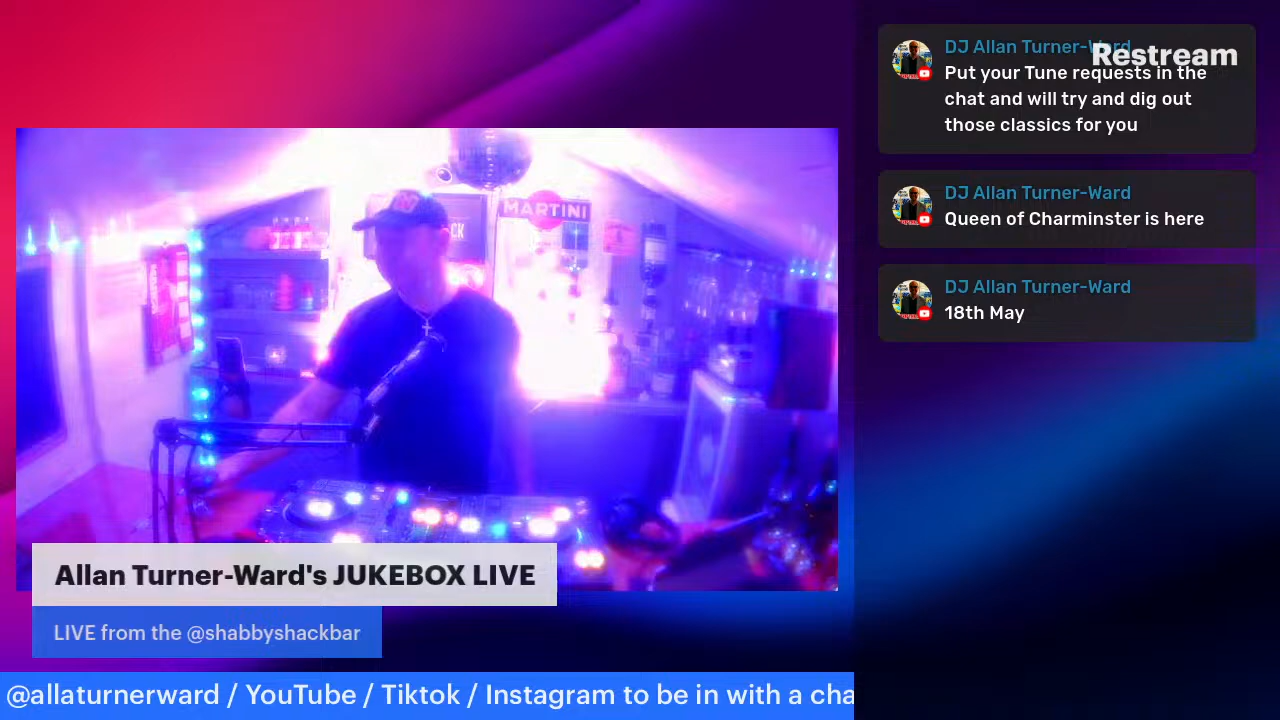 DJ Allan Turner-Ward
Restream
Put your Tune requests in the
chat and will try and dig out
those classics for you
DJ Allan Turner-Ward
Queen of Charminster is here
DJ Allan Turner-Ward
18th May
MARTINI
Allan Turner-Ward's JUKEBOX LIVE
LIVE from the @shabbyshackbar
@allaturnerward / YouTube / Tiktok / Instagram to be in with a cha